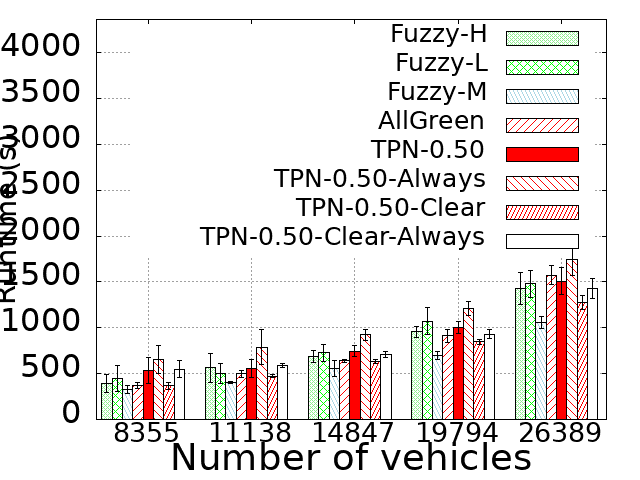 4000
3500
3000
2500
2000
1500
1000
500
0
Runtime (s)
Fuzzy-H
Fuzzy-L
Fuzzy-M
AllGreen
TPN-0.50
TPN-0.50-Always
TPN-0.50-Clear
TPN-0.50-Clear-Always
8355 11138 14847 19794 26389
Number of vehicles